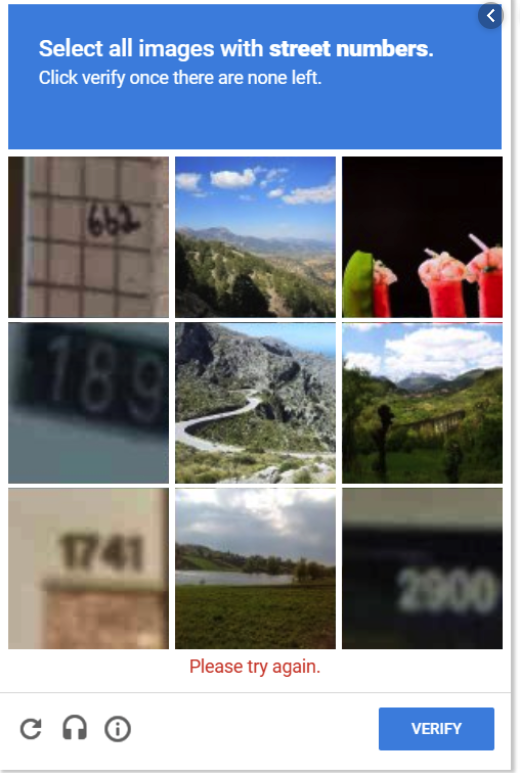 Select all images with street numbers.
Click verify once there are none left.
662
189
1741
2900
Please try again.
VERIFY